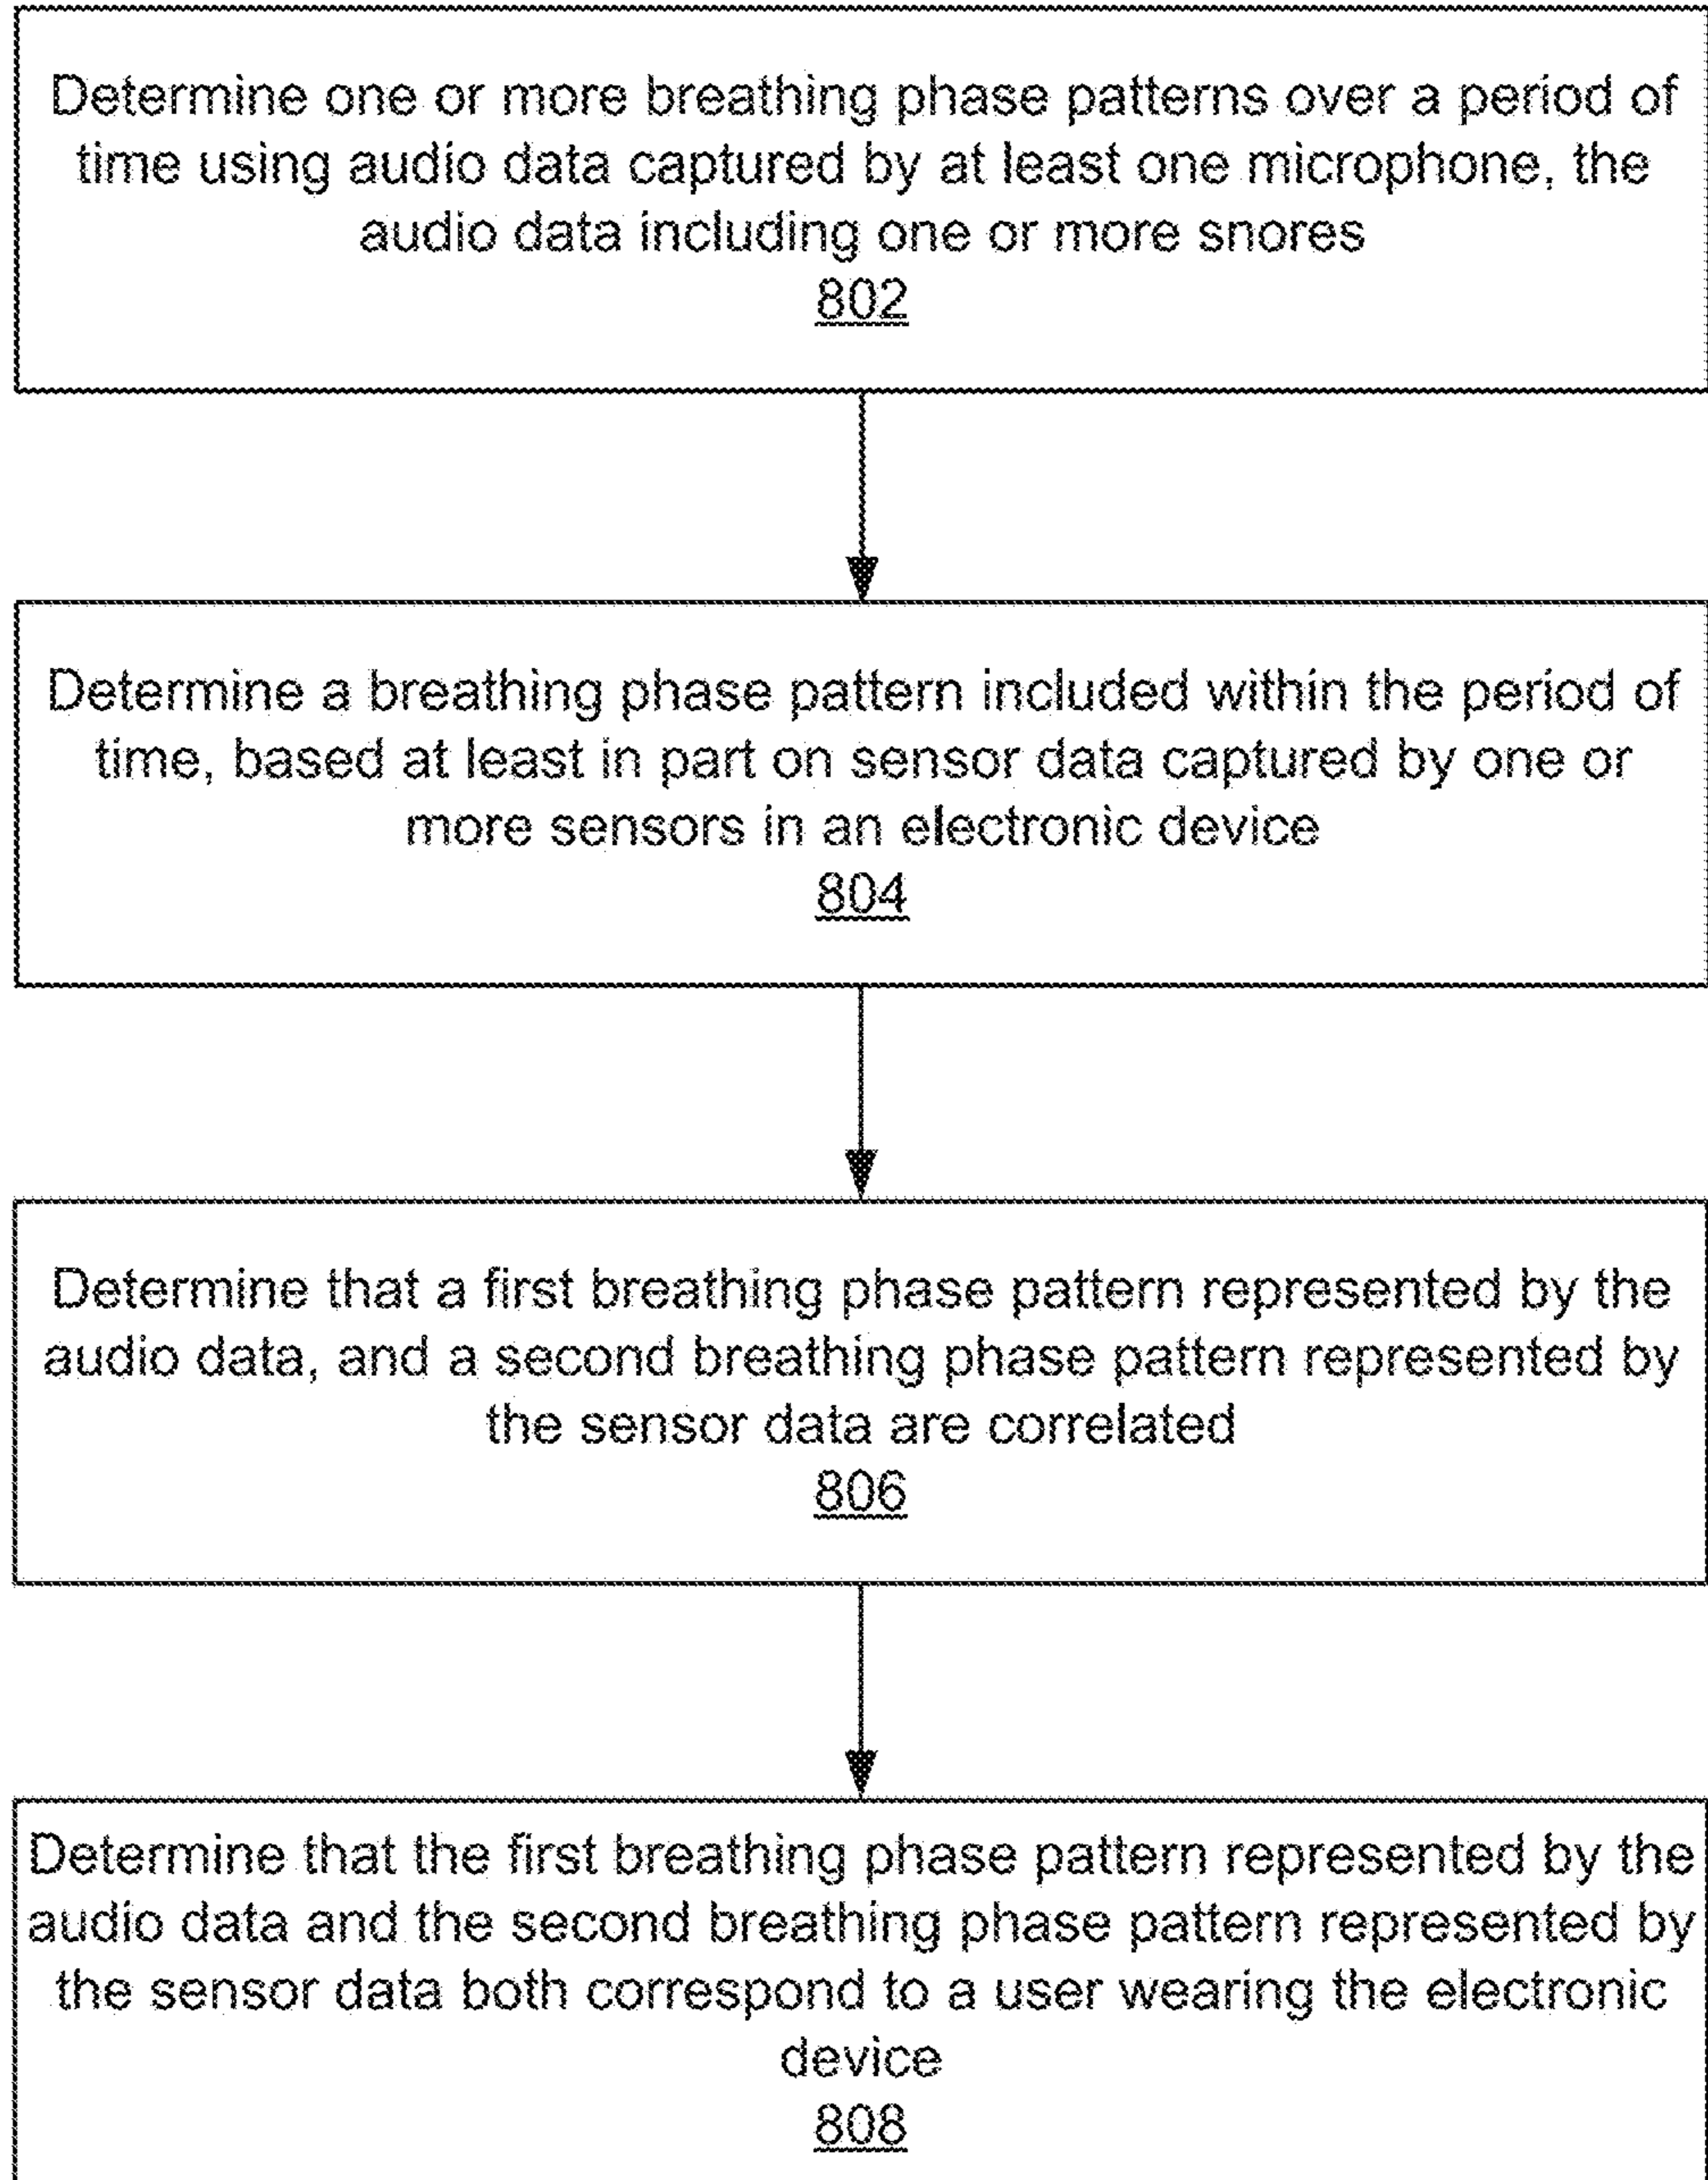 Determine one or more breathing phase patterns over a period of
time using audio data captured by at least one microphone, the
audio data including one or more snores
802
Determine a breathing phase pattern included within the period of
time, based at least in part on sensor data captured by one or
more sensors in an electronic device
804
Determine that a first breathing phase pattern represented by the
audio data, and a second breathing phase pattern represented by
the sensor data are correlated
806
Determine that the first breathing phase pattern represented by the
audio data and the second breathing phase pattern represented by
the sensor data both correspond to a user wearing the electronic
device
808